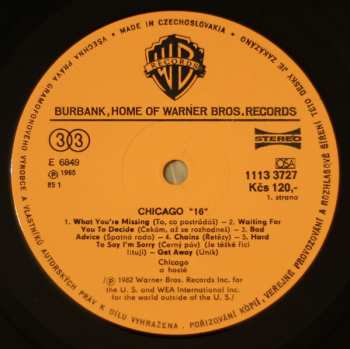 MADE IN CZECHOSLOVAKIA • VŠECHNA PRÁVA GRAMOFONOVÉHO VÝROBCE A VLASTNÍKŮ AUTORSKÝCH PRÁV K DÍLU VYHRAZENA. POŘIZOVÁNÍ KOPIÍ, VEŘEJNÉ PROVOZOVÁNÍ A ROZHLASOVÉ ŠÍŘENÍ TÉTO DESKY JE ZAKÁZÁNO •
WB
RECORDS
BURBANK, HOME OF WARNER BROS. RECORDS
33
STEREO
E 6849
OSA
Ⓟ 1985
1113 3727
85 1
Kčs 120,-
1. strana
CHICAGO "16"
1. What You're Missing (To, co postrádáš) — 2. Waiting For
You To Decide (Čekám, až se rozhodneš) — 3. Bad
Advice (Špatná rada) — 4. Chains (Řetězy) — 5. Hard
To Say I'm Sorry (Černý páv) (Je těžké říci
lituji) — Get Away (Únik)
Chicago
a hosté
Ⓟ 1982 Warner Bros. Records Inc. for
the U. S. and WEA International Inc. for
the world outside of the U. S./